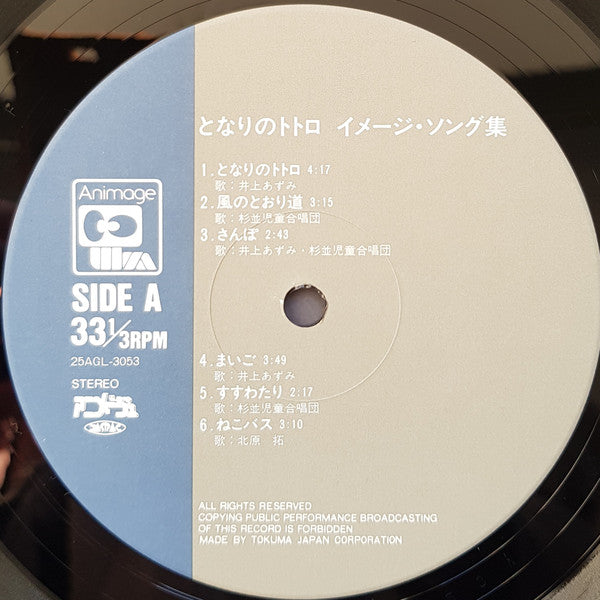 となりのトトロ イメージ・ソング集
1.となりのトトロ 4:17
歌:井上あずみ
2.風のとおり道 3:15
歌:杉並児童合唱団
3.さんぽ 2:43
歌:井上あずみ・杉並児童合唱団
Animage
SIDE A
33 1/3RPM
25AGL-3053
STEREO
アニメージュ
4.まいご 3:49
歌:井上あずみ
5.すすわたり 2:17
歌:杉並児童合唱団
6.ねこバス 3:10
歌:北原 拓
ALL RIGHTS RESERVED
COPYING PUBLIC PERFORMANCE BROADCASTING
OF THIS RECORD IS FORBIDDEN
MADE BY TOKUMA JAPAN CORPORATION